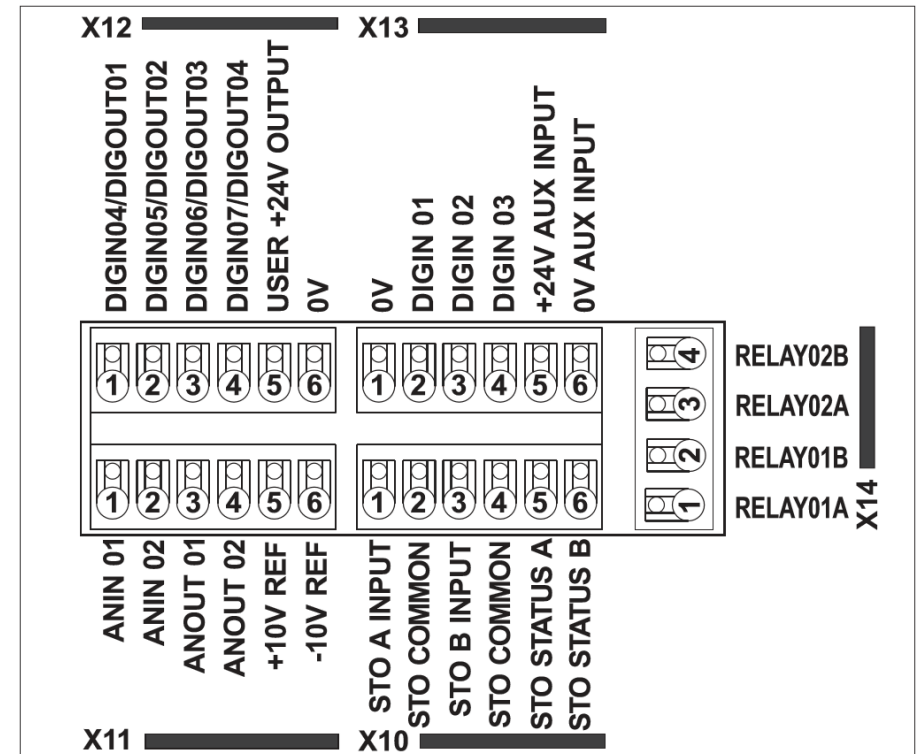 X12
X13
DIGIN04/DIGOUT01
DIGIN05/DIGOUT02
DIGIN06/DIGOUT03
DIGIN07/DIGOUT04
USER +24V OUTPUT
0V
0V
DIGIN 01
DIGIN 02
DIGIN 03
+24V AUX INPUT
0V AUX INPUT
1 2 3 4 5 6
1 2 3 4 5 6
4 RELAY02B
3 RELAY02A
2 RELAY01B
1 RELAY01A
X14
1 2 3 4 5 6
1 2 3 4 5 6
ANIN 01
ANIN 02
ANOUT 01
ANOUT 02
+10V REF
-10V REF
STO A INPUT
STO COMMON
STO B INPUT
STO COMMON
STO STATUS A
STO STATUS B
X11
X10